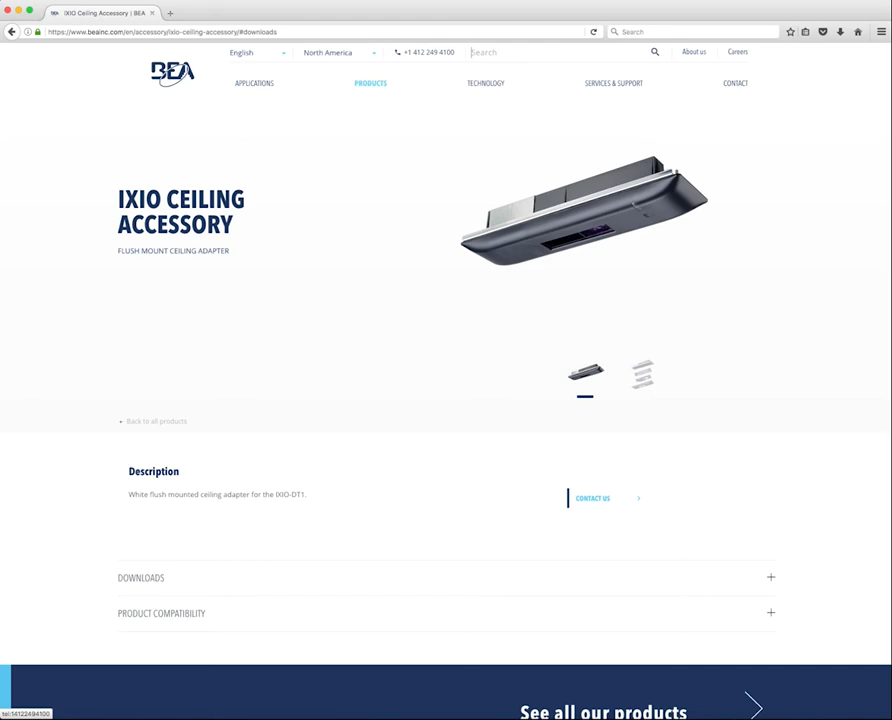 IXIO Ceiling Accessory | BEA
https://www.beainc.com/en/accessory/ixio-ceiling-accessory/#downloads
Search
English
North America
+1 412 249 4100
Search
About us
Careers
BEA
APPLICATIONS
PRODUCTS
TECHNOLOGY
SERVICES & SUPPORT
CONTACT
IXIO CEILING
ACCESSORY
FLUSH MOUNT CEILING ADAPTER
Back to all products
Description
White flush mounted ceiling adapter for the IXIO-DT1.
CONTACT US
DOWNLOADS
PRODUCT COMPATIBILITY
See all our products
tel:14122494100